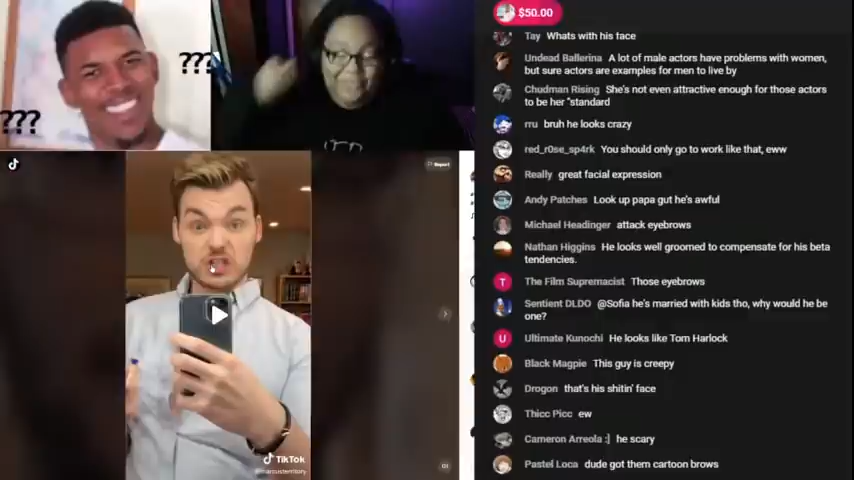 $50.00
???
???
Tay Whats with his face
Undead Ballerina A lot of male actors have problems with women,
but sure actors are examples for men to live by
Chudman Rising She's not even attractive enough for those actors
to be her "standard
rru bruh he looks crazy
red_r0se_sp4rk You should only go to work like that, eww
Report
Really great facial expression
Andy Patches Look up papa gut he's awful
Michael Headinger attack eyebrows
Nathan Higgins He looks well groomed to compensate for his beta
tendencies.
T The Film Supremacist Those eyebrows
Sentient DLDO @Sofia he's married with kids tho, why would he be
one?
U Ultimate Kunochi He looks like Tom Harlock
Black Magpie This guy is creepy
Drogon that's his shitin' face
Thicc Picc ew
Cameron Arreola :] he scary
TikTok
Pastel Loca dude got them cartoon brows